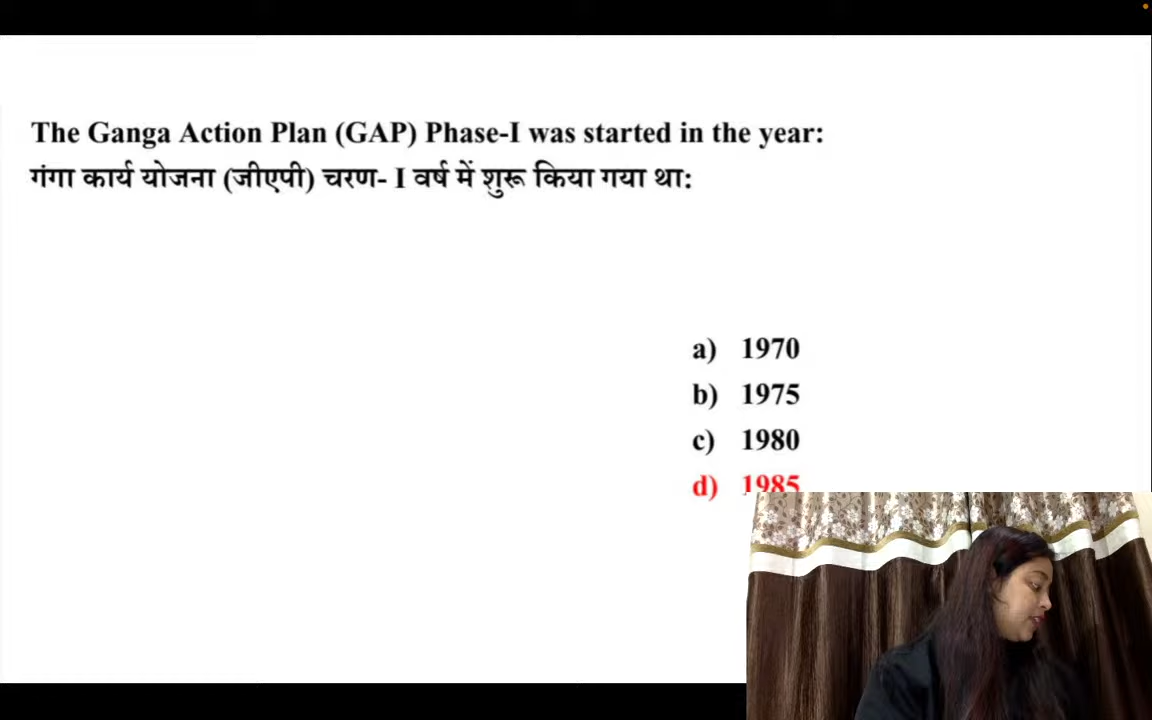 The Ganga Action Plan (GAP) Phase-I was started in the year:
गंगा कार्य योजना (जीएपी) चरण- I वर्ष में शुरू किया गया था:
a) 1970
b) 1975
c) 1980
d) 1985